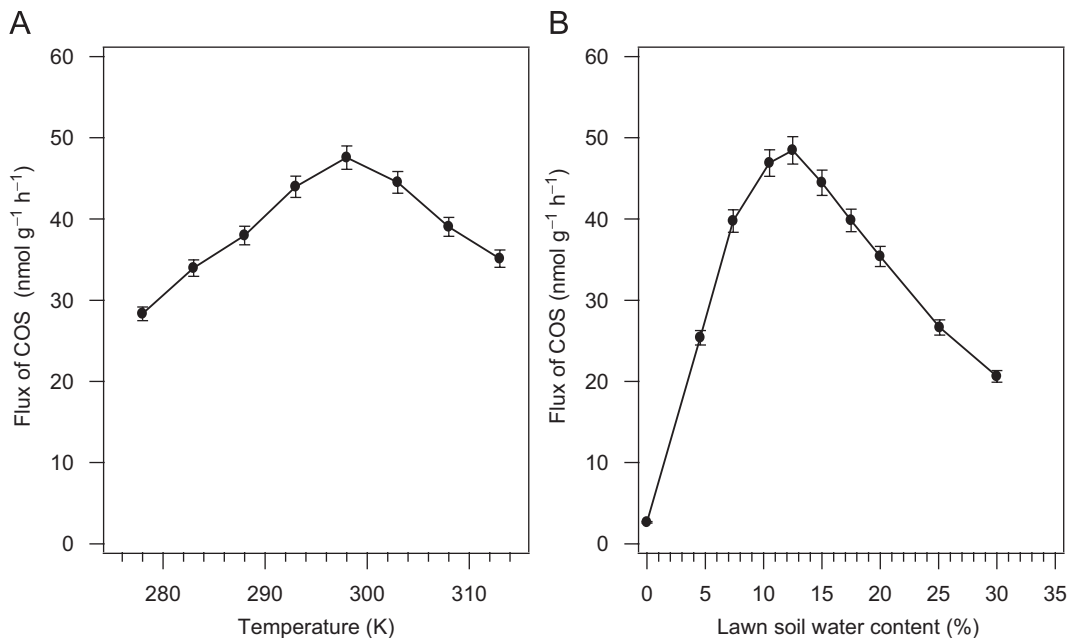 A
60
50
40
30
20
10
0
Flux of COS (nmol g⁻¹ h⁻¹)
280 290 300 310
Temperature (K)
B
60
50
40
30
20
10
0
Flux of COS (nmol g⁻¹ h⁻¹)
0 5 10 15 20 25 30 35
Lawn soil water content (%)